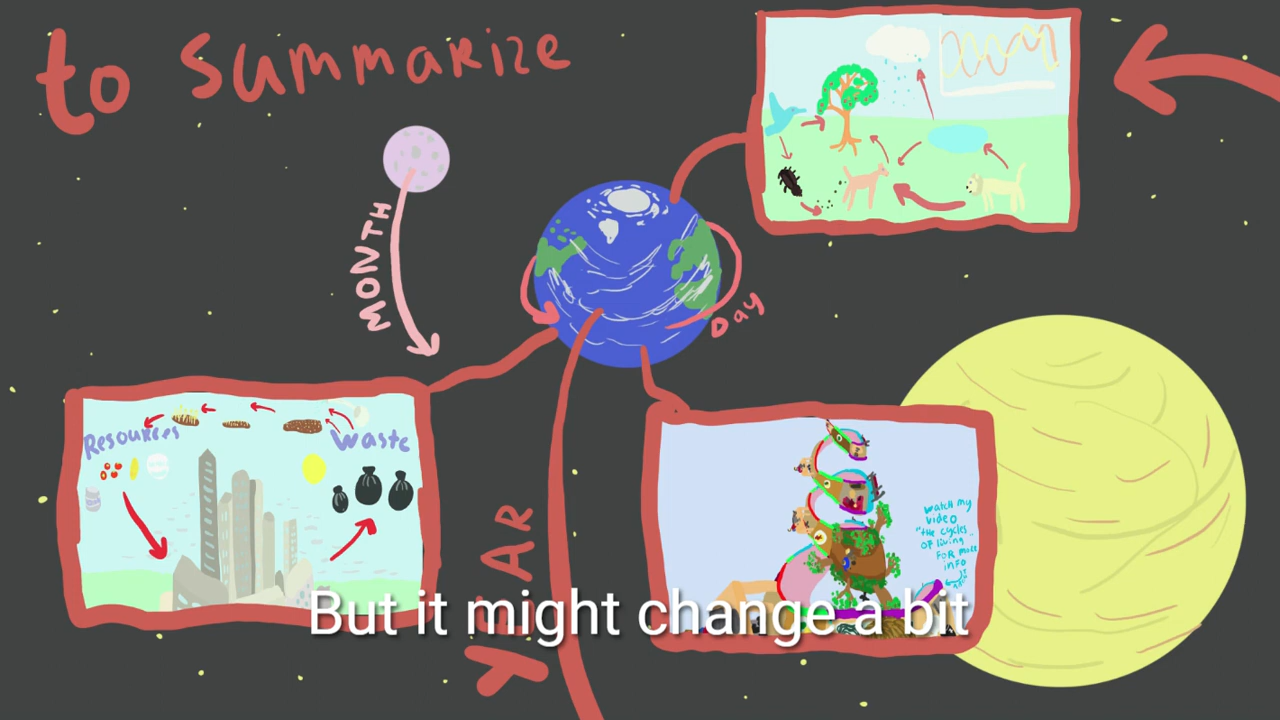 to summarize
MONTH
Day
Resources
Waste
YEAR
watch my
video
"the cycles
OF living"
FOR more
info
But it might change a bit